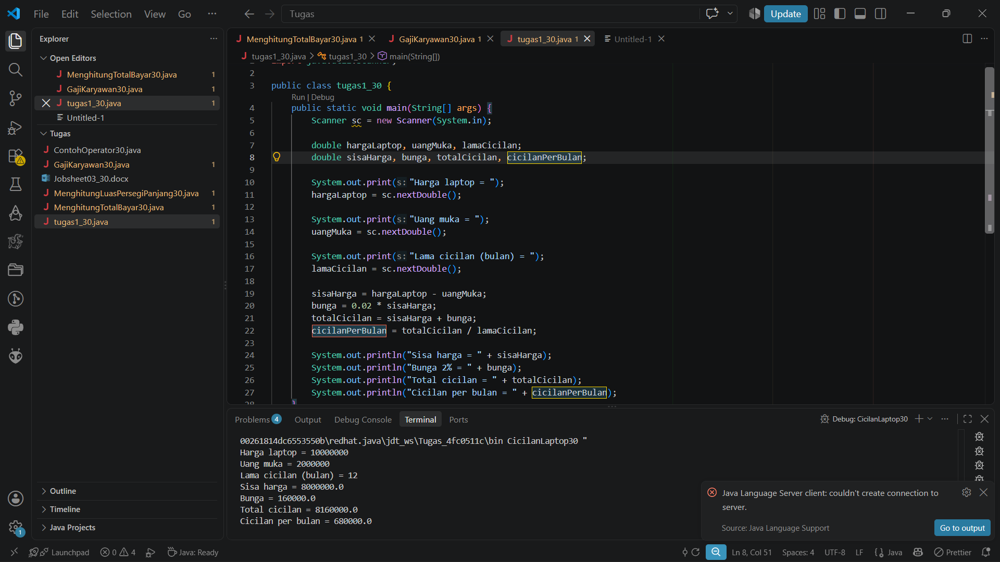 File Edit Selection View Go ···
Tugas
Update
Explorer ···
Open Editors
MenghitungTotalBayar30.java 1
GajiKaryawan30.java 1
tugas1_30.java 1
Untitled-1
Tugas
ContohOperator30.java
GajiKaryawan30.java 1
Jobsheet03_30.docx
MenghitungLuasPersegiPanjang30.java 1
MenghitungTotalBayar30.java 1
tugas1_30.java 1
Outline
Timeline
Java Projects
MenghitungTotalBayar30.java 1 GajiKaryawan30.java 1 tugas1_30.java 1 Untitled-1
tugas1_30.java > tugas1_30 > main(String[])
2
3 public class tugas1_30 {
Run | Debug
4 public static void main(String[] args) {
5 Scanner sc = new Scanner(System.in);
6
7 double hargaLaptop, uangMuka, lamaCicilan;
8 double sisaHarga, bunga, totalCicilan, cicilanPerBulan;
9
10 System.out.print(s: "Harga laptop = ");
11 hargaLaptop = sc.nextDouble();
12
13 System.out.print(s: "Uang muka = ");
14 uangMuka = sc.nextDouble();
15
16 System.out.print(s: "Lama cicilan (bulan) = ");
17 lamaCicilan = sc.nextDouble();
18
19 sisaHarga = hargaLaptop - uangMuka;
20 bunga = 0.02 * sisaHarga;
21 totalCicilan = sisaHarga + bunga;
22 cicilanPerBulan = totalCicilan / lamaCicilan;
23
24 System.out.println("Sisa harga = " + sisaHarga);
25 System.out.println("Bunga 2% = " + bunga);
26 System.out.println("Total cicilan = " + totalCicilan);
27 System.out.println("Cicilan per bulan = " + cicilanPerBulan);
28 }
Problems 4 Output Debug Console Terminal Ports
Debug: CicilanLaptop30
00261814dc6553550b\redhat.java\jdt_ws\Tugas_4fc0511c\bin CicilanLaptop30 "
Harga laptop = 10000000
Uang muka = 2000000
Lama cicilan (bulan) = 12
Sisa harga = 8000000.0
Bunga = 160000.0
Total cicilan = 8160000.0
Cicilan per bulan = 680000.0
Java Language Server client: couldn't create connection to
server.
Source: Java Language Support
Go to output
1
Launchpad 0 4 Java: Ready
Ln 8, Col 51 Spaces: 4 UTF-8 LF Java Prettier